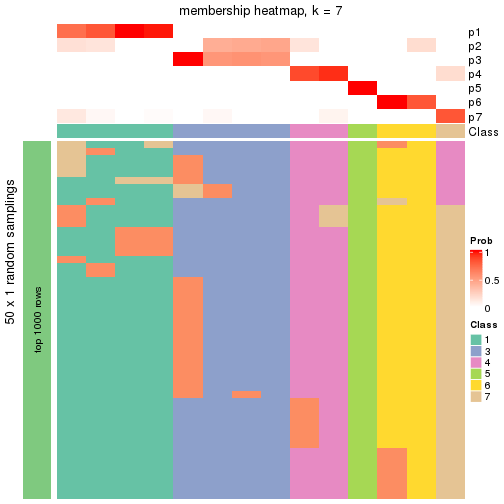 membership heatmap, k = 7
p1
p2
p3
p4
p5
p6
p7
Class
50 x 1 random samplings
top 1000 rows
Prob
1
0.5
0
Class
1
3
4
5
6
7